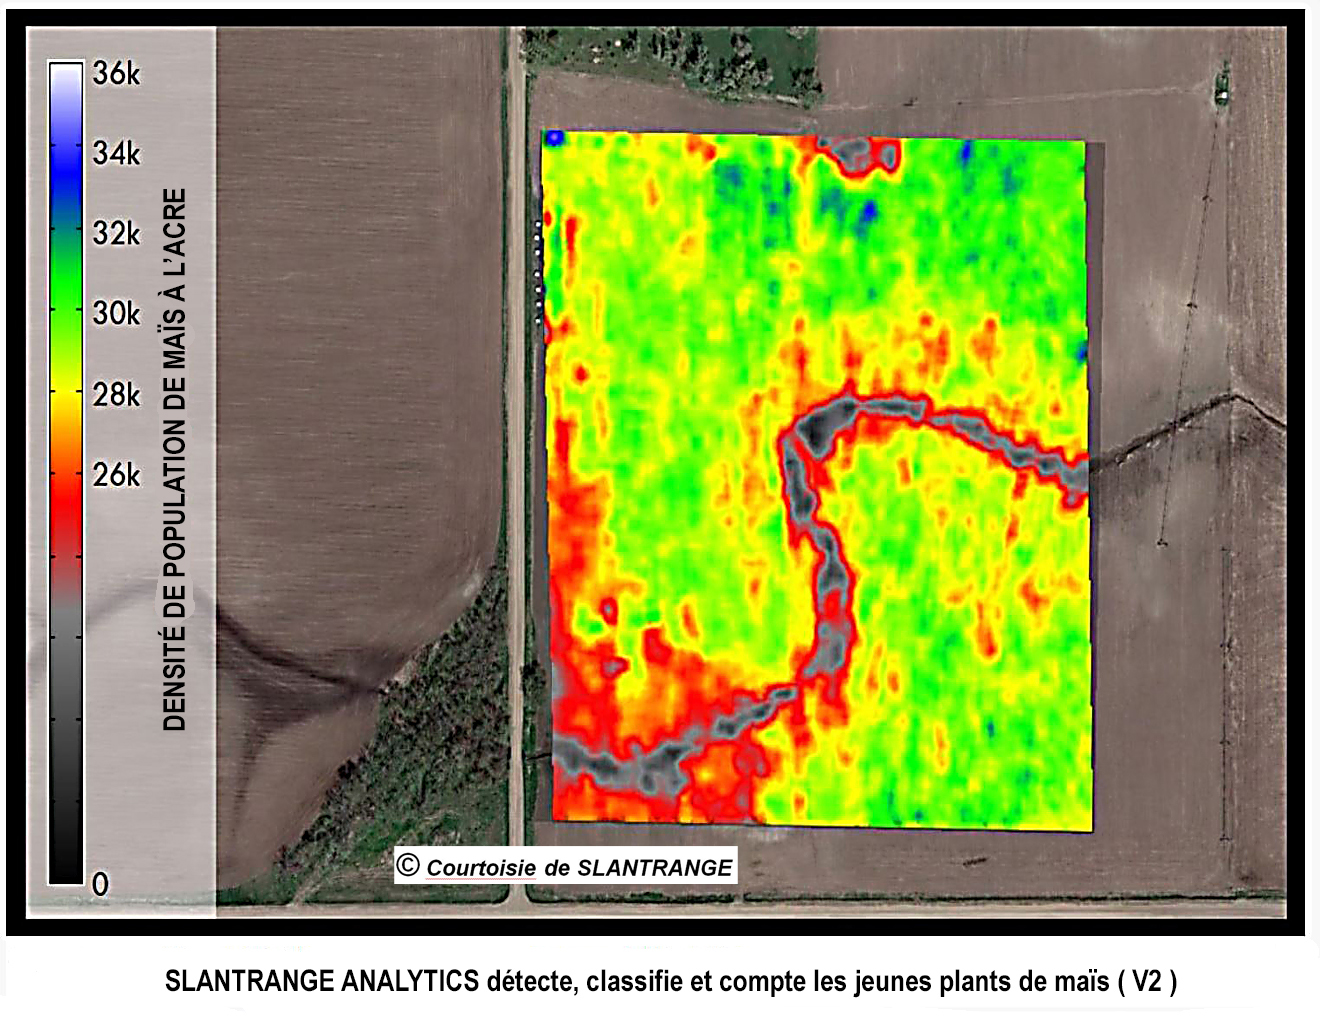 36k
34k
32k
30k
28k
26k
0
DENSITÉ DE POPULATION DE MAÏS À L'ACRE
© Courtoisie de SLANTRANGE
SLANTRANGE ANALYTICS détecte, classifie et compte les jeunes plants de maïs ( V2 )